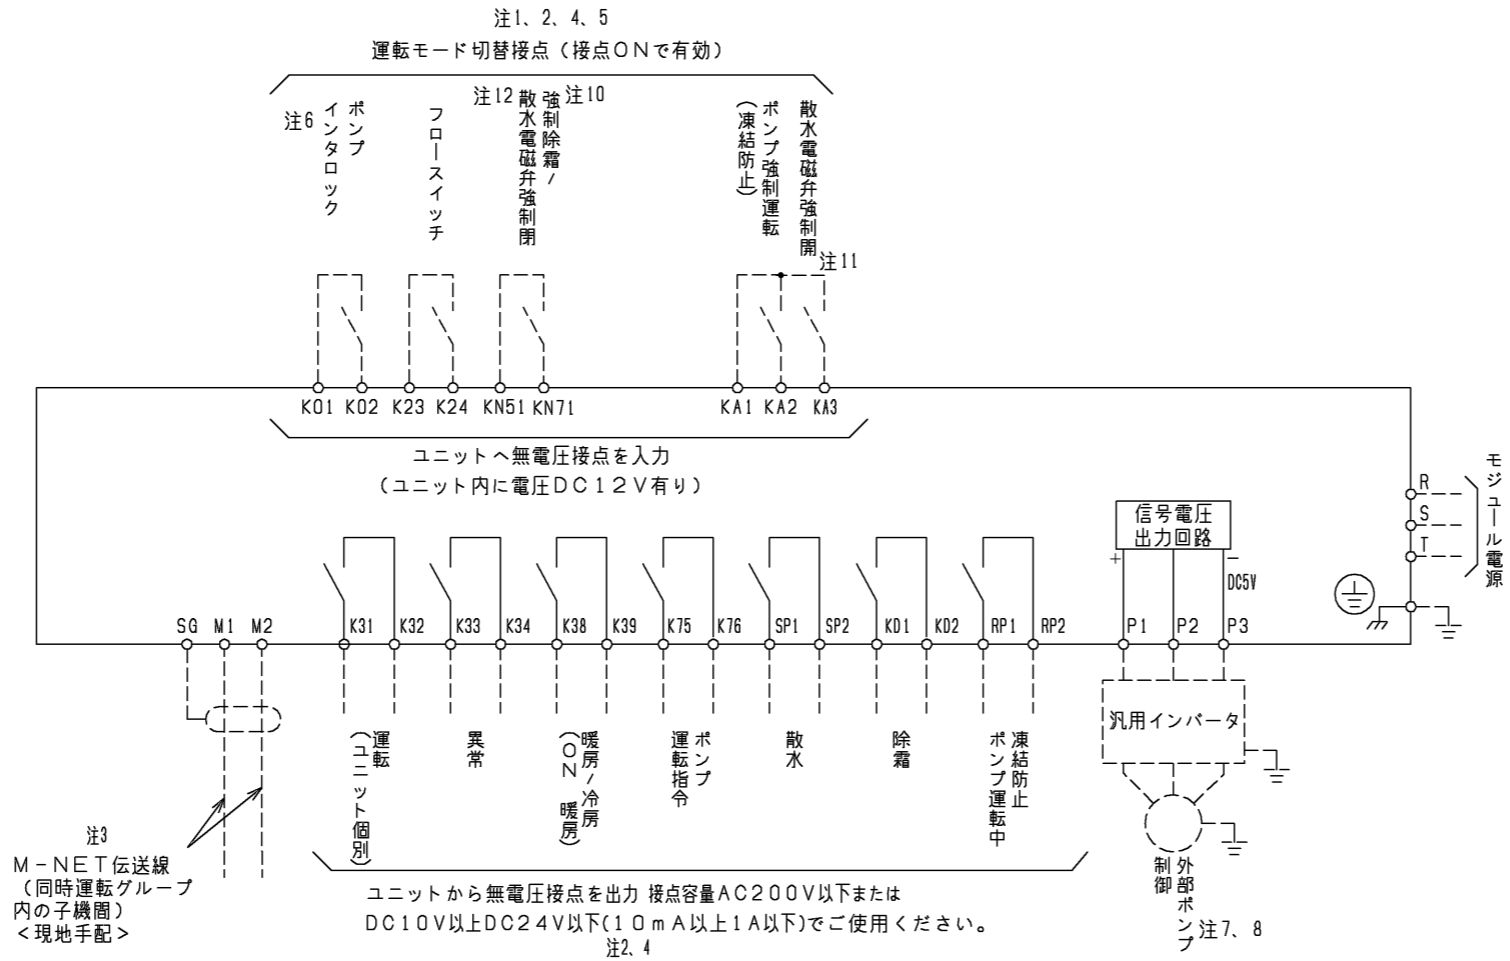 注1、2、4、5
運転モード切替接点（接点ONで有効）
注6
ポンプ
インタロック
フロースイッチ
注12
強制除霜/
散水電磁弁強制閉
注10
ポンプ強制運転
(凍結防止)
散水電磁弁強制開
注11
K01 K02 K23 K24 KN51 KN71 KA1 KA2 KA3
ユニットへ無電圧接点を入力
（ユニット内に電圧DC12V有り）
モジュール電源
R
S
T
信号電圧
出力回路
+ −
DC5V
SG M1 M2 K31 K32 K33 K34 K38 K39 K75 K76 SP1 SP2 KD1 KD2 RP1 RP2 P1 P2 P3
運転
(ユニット個別)
異常
暖房/冷房
(ON 暖房)
ポンプ
運転指令
散水
除霜
凍結防止
ポンプ運転中
汎用インバータ
外部ポンプ
制御
注7、8
注3
M-NET伝送線
（同時運転グループ
内の子機間）
<現地手配>
ユニットから無電圧接点を出力 接点容量AC200V以下または
DC10V以上DC24V以下(10mA以上1A以下)でご使用ください。
注2、4